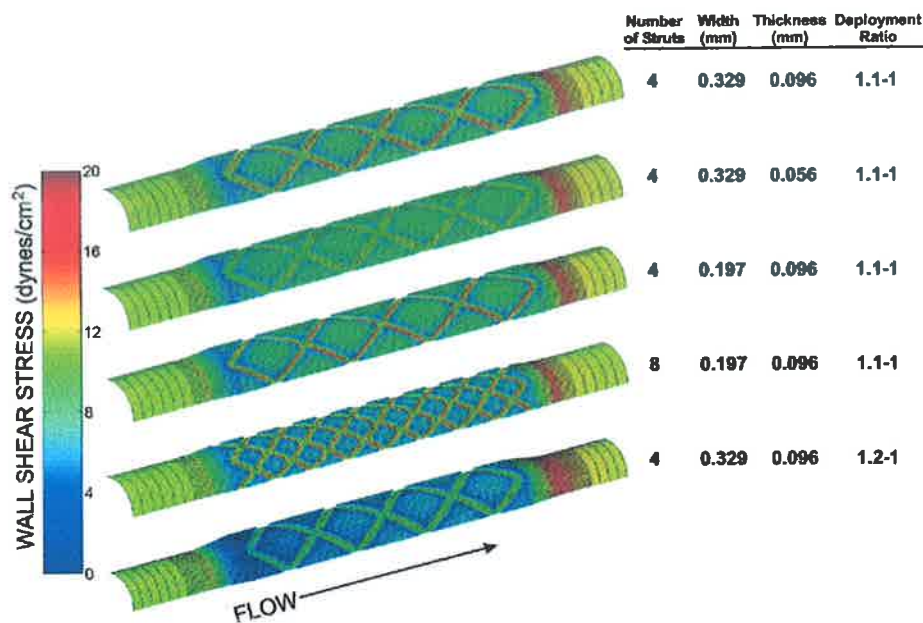 Number Width Thickness Deployment
of Struts (mm) (mm) Ratio
4 0.329 0.096 1.1-1
4 0.329 0.056 1.1-1
4 0.197 0.096 1.1-1
8 0.197 0.096 1.1-1
4 0.329 0.096 1.2-1
WALL SHEAR STRESS (dynes/cm²)
20
16
12
8
4
0
FLOW